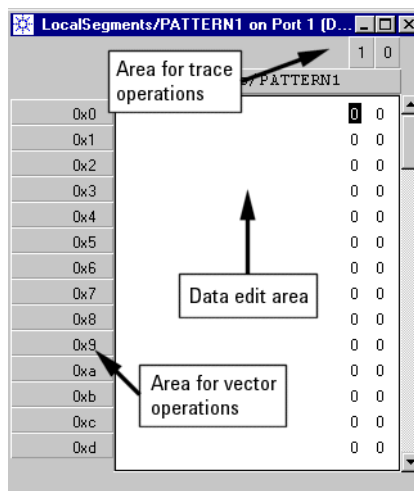 LocalSegments/PATTERN1 on Port 1 (D...
1 0
Area for trace
operations
/PATTERN1
0x0 0 0
0x1 0 0
0x2 0 0
0x3 0 0
0x4 0 0
0x5 0 0
0x6 0 0
0x7 0 0
Data edit area
0x8 0 0
0x9 0 0
0xa 0 0
Area for vector
operations
0xb 0 0
0xc 0 0
0xd 0 0